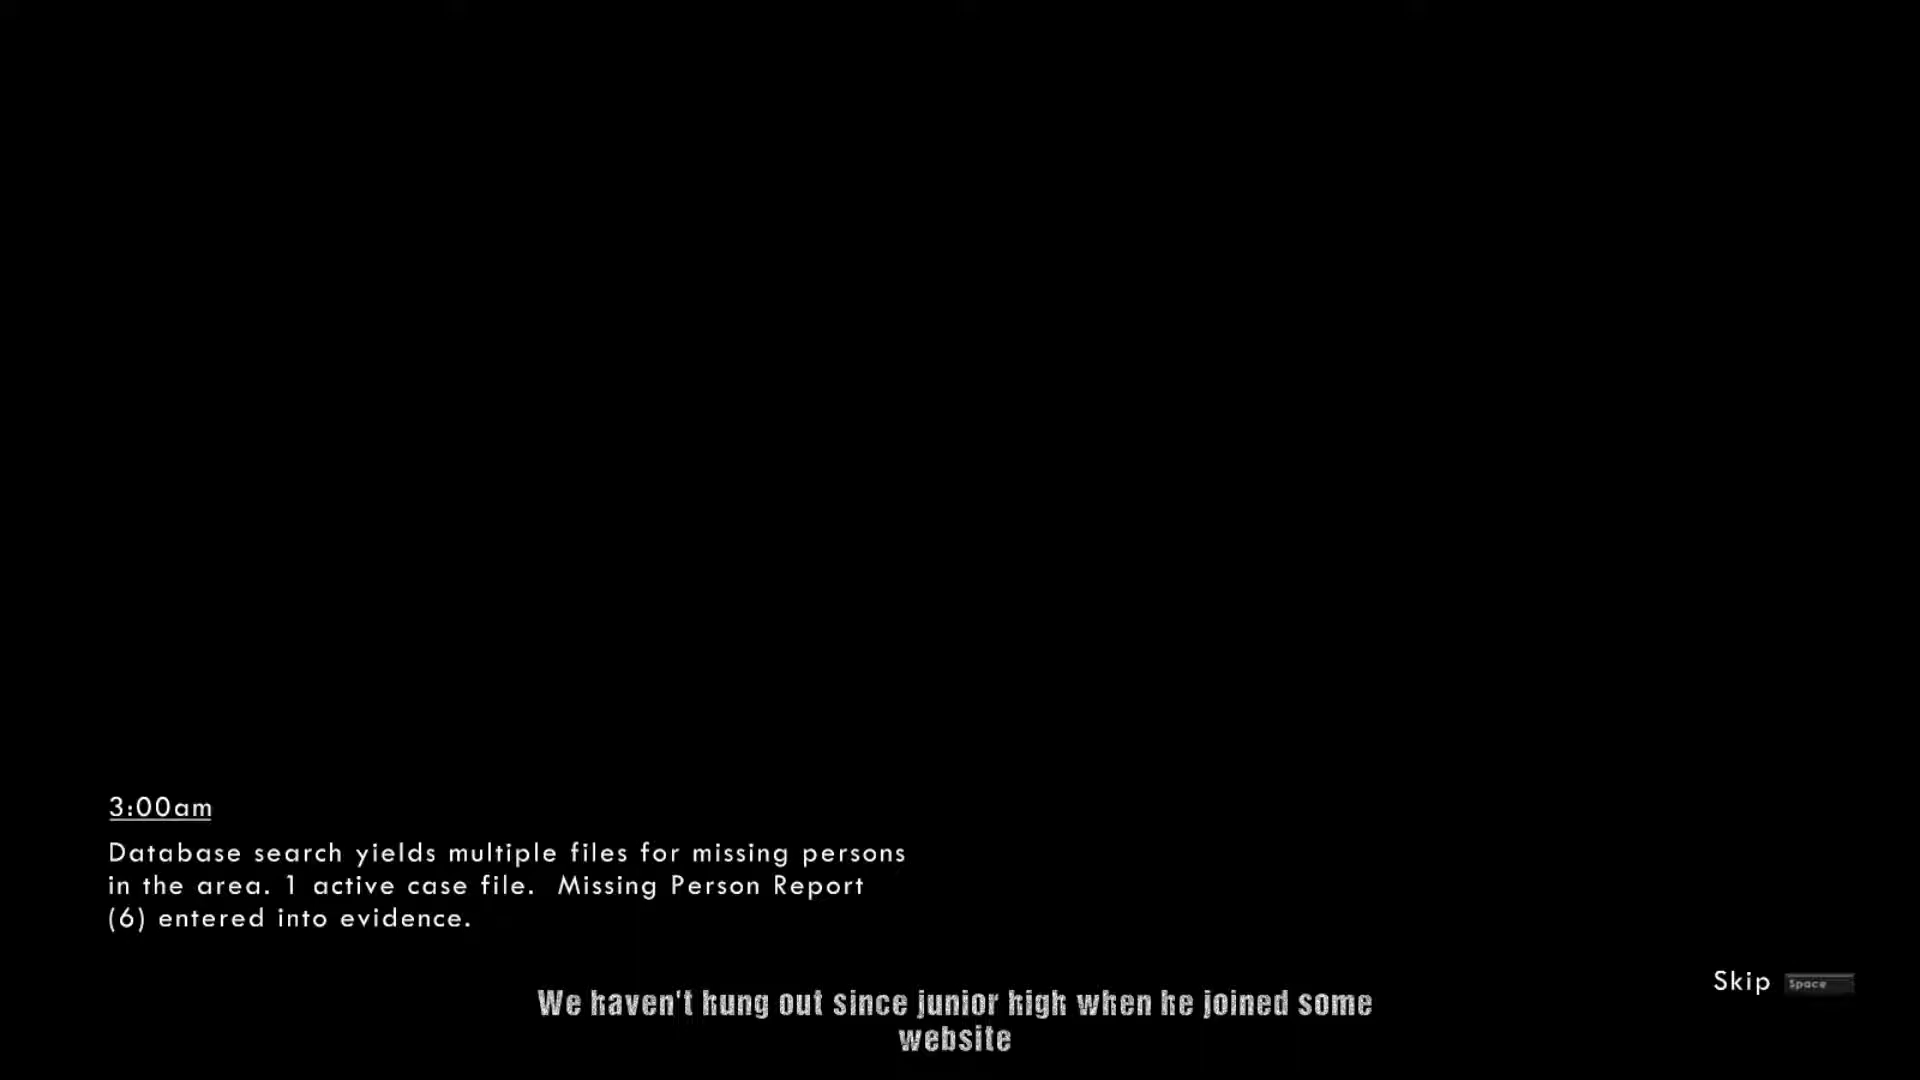 3:00am
Database search yields multiple files for missing persons
in the area. 1 active case file.  Missing Person Report
(6) entered into evidence.
Skip Space
We haven't hung out since junior high when he joined some
website